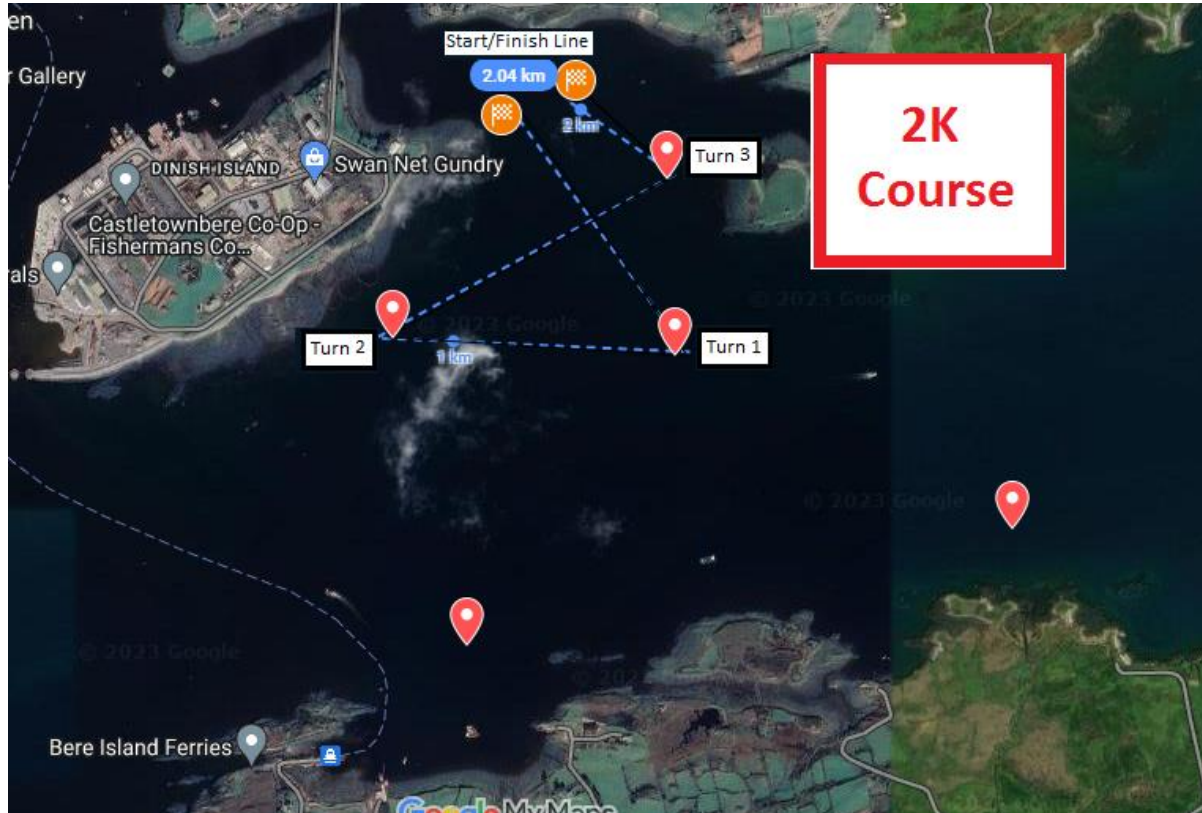 en
r Gallery
Start/Finish Line
2.04 km
2 km
Turn 3
2K
Course
DINISH ISLAND
Swan Net Gundry
Castletownbere Co-Op -
Fishermans Co...
rals
© 2023 Google
© 2023 Google
Turn 2
1 km
Turn 1
© 2023 Google
© 2023 Google
Bere Island Ferries
Google My Maps